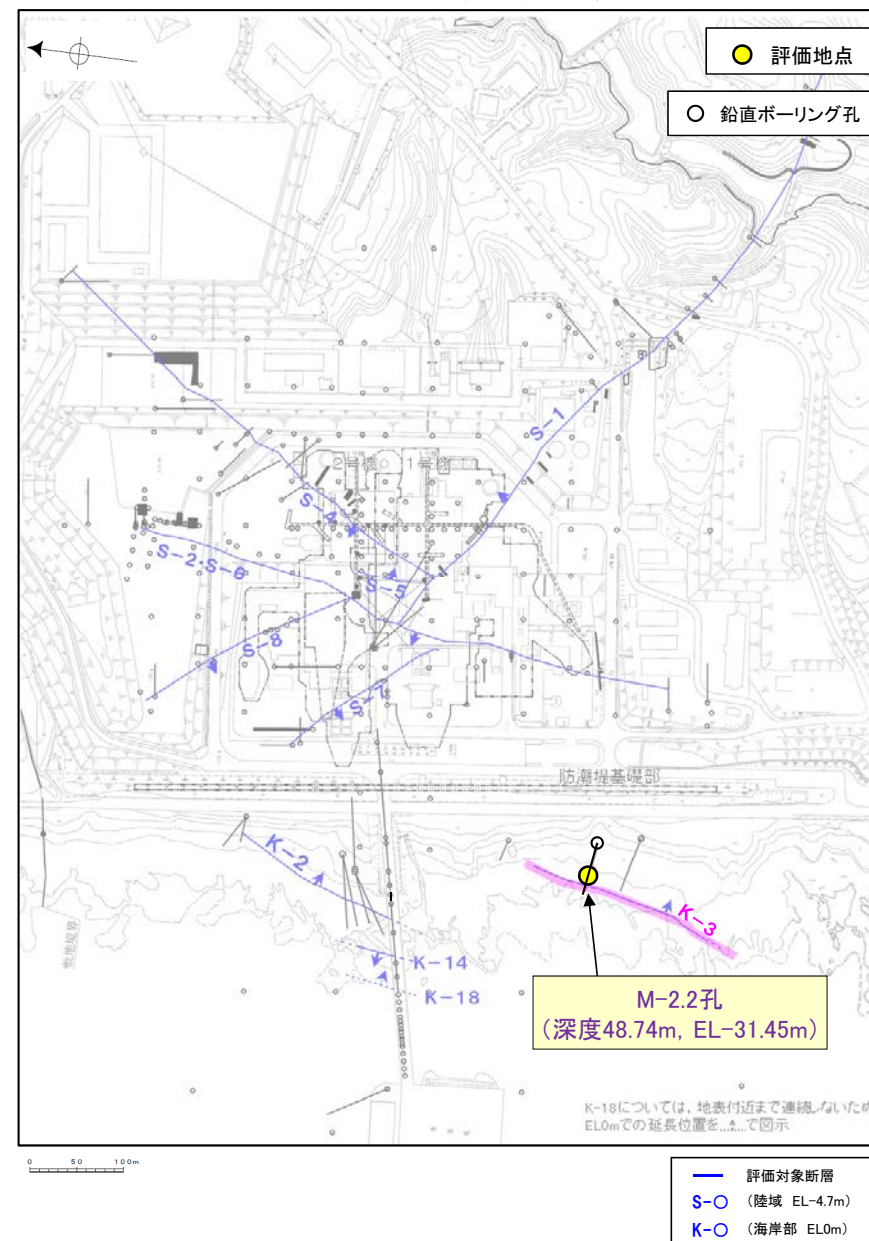 評価地点
鉛直ボーリング孔
S-1
2号機
1号機
S-4
S-2・S-6
S-5
S-8
S-7
防潮堤基礎部
K-2
K-3
K-14
K-18
敷地境界
M-2.2孔
(深度48.74m, EL-31.45m)
K-18については，地表付近まで連続しないため
EL0mでの延長位置を で図示
0 50 100m
評価対象断層
S-○ (陸域 EL-4.7m)
K-○ (海岸部 EL0m)